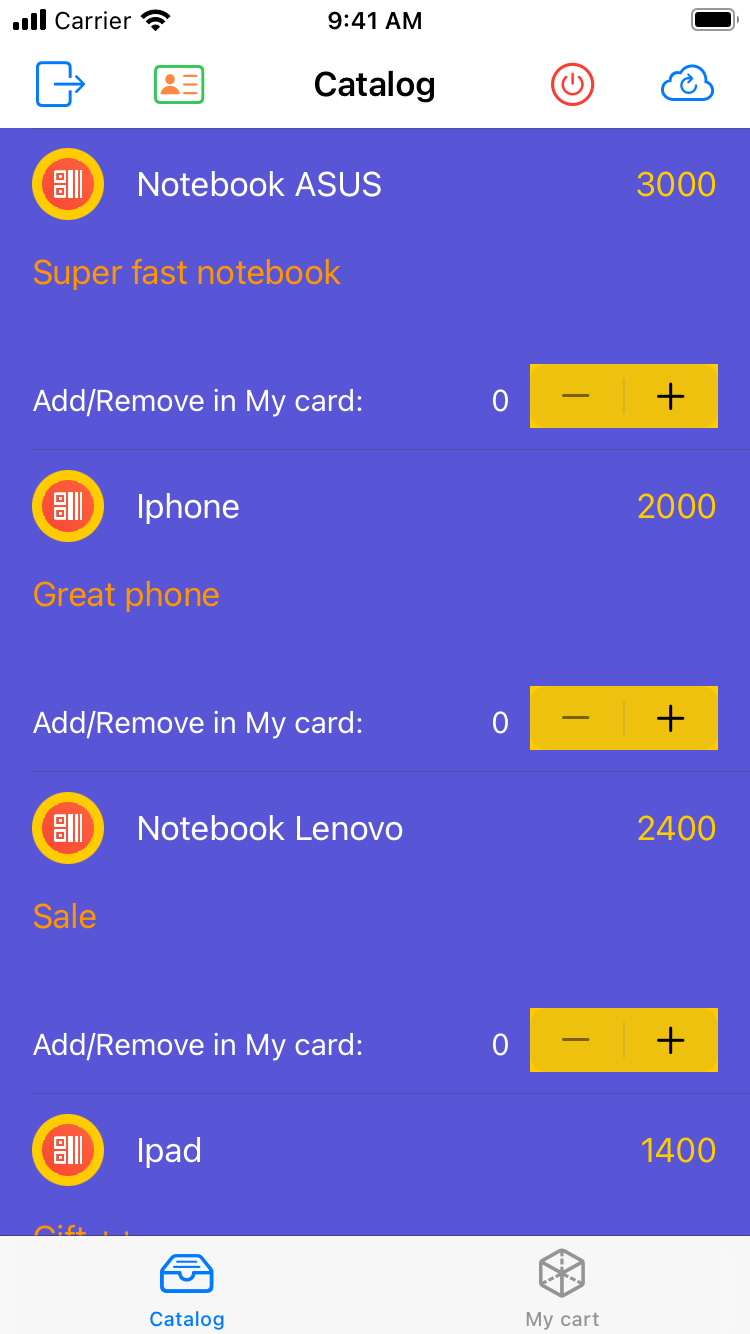 Carrier 9:41 AM
Catalog
Notebook ASUS 3000
Super fast notebook
Add/Remove in My card: 0
Iphone 2000
Great phone
Add/Remove in My card: 0
Notebook Lenovo 2400
Sale
Add/Remove in My card: 0
Ipad 1400
Catalog My cart